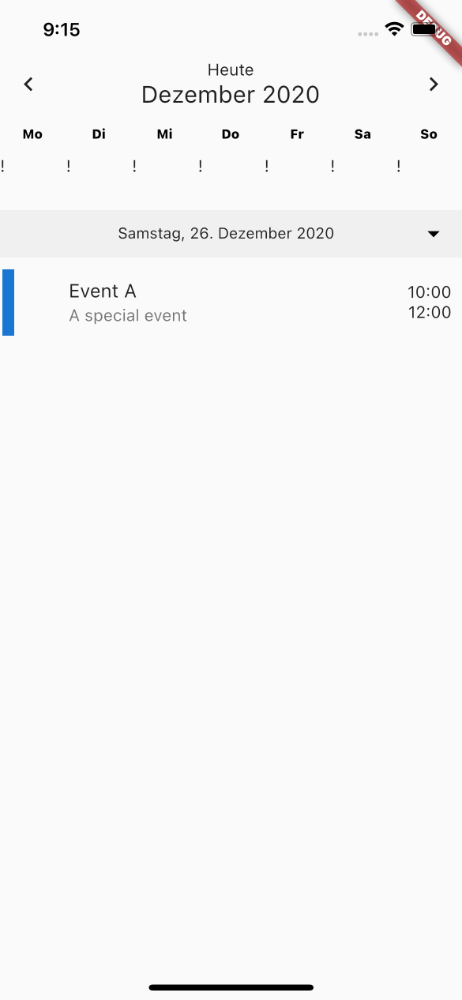 9:15
DEBUG
Heute
Dezember 2020
Mo Di Mi Do Fr Sa So
! ! ! ! ! ! !
Samstag, 26. Dezember 2020
Event A
10:00
A special event
12:00